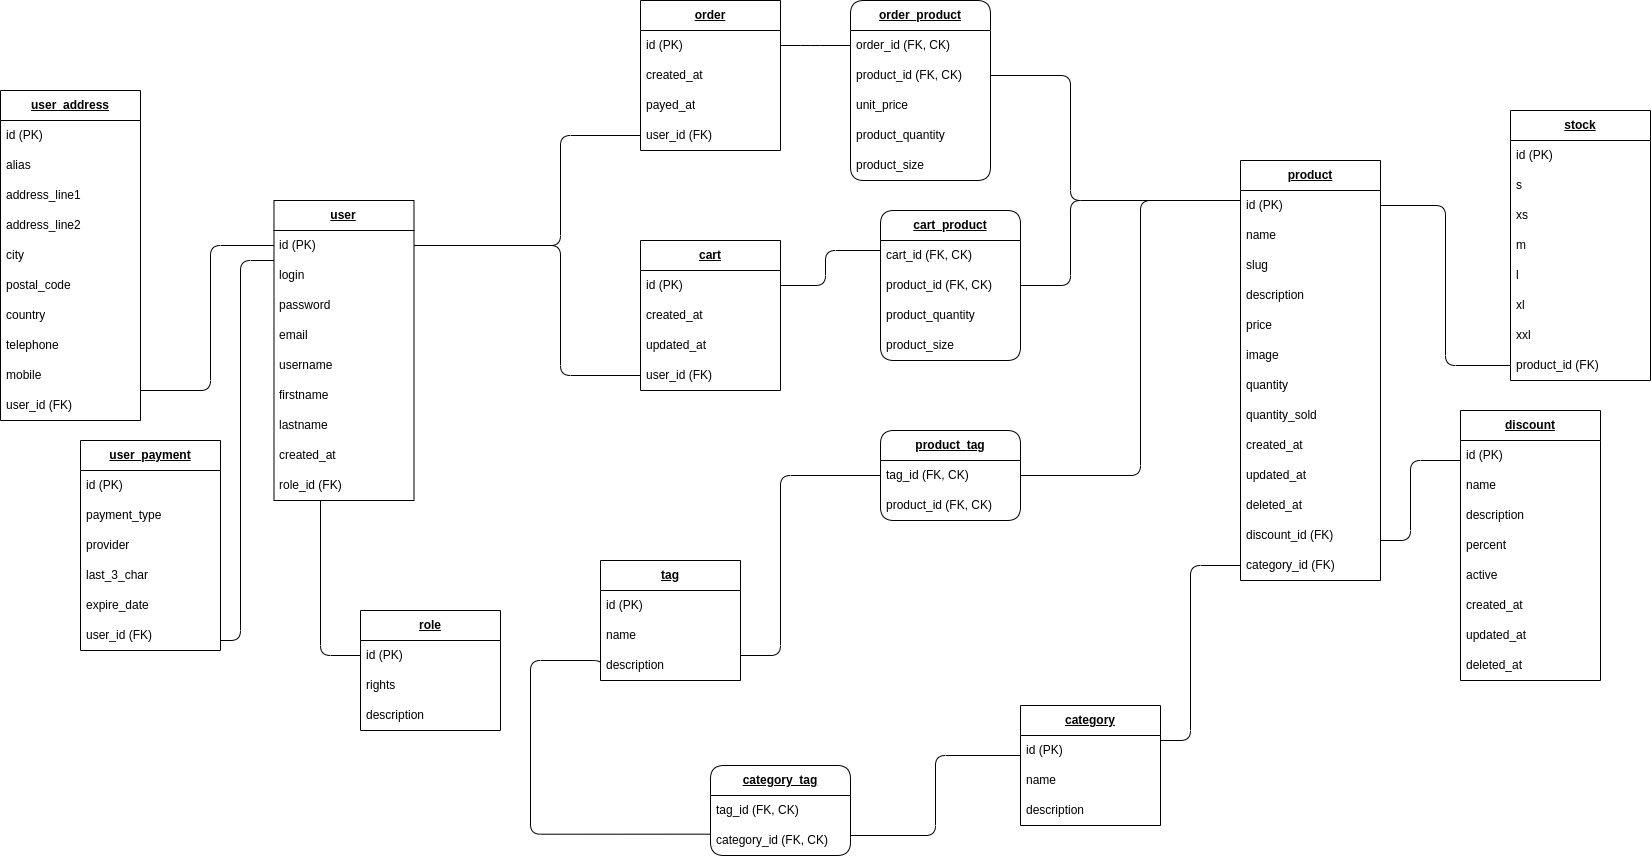 order
id (PK)
created_at
payed_at
user_id (FK)
order_product
order_id (FK, CK)
product_id (FK, CK)
unit_price
product_quantity
product_size
user_address
id (PK)
alias
address_line1
address_line2
city
postal_code
country
telephone
mobile
user_id (FK)
user
id (PK)
login
password
email
username
firstname
lastname
created_at
role_id (FK)
cart
id (PK)
created_at
updated_at
user_id (FK)
cart_product
cart_id (FK, CK)
product_id (FK, CK)
product_quantity
product_size
product
id (PK)
name
slug
description
price
image
quantity
quantity_sold
created_at
updated_at
deleted_at
discount_id (FK)
category_id (FK)
stock
id (PK)
s
xs
m
l
xl
xxl
product_id (FK)
user_payment
id (PK)
payment_type
provider
last_3_char
expire_date
user_id (FK)
product_tag
tag_id (FK, CK)
product_id (FK, CK)
discount
id (PK)
name
description
percent
active
created_at
updated_at
deleted_at
role
id (PK)
rights
description
tag
id (PK)
name
description
category_tag
tag_id (FK, CK)
category_id (FK, CK)
category
id (PK)
name
description